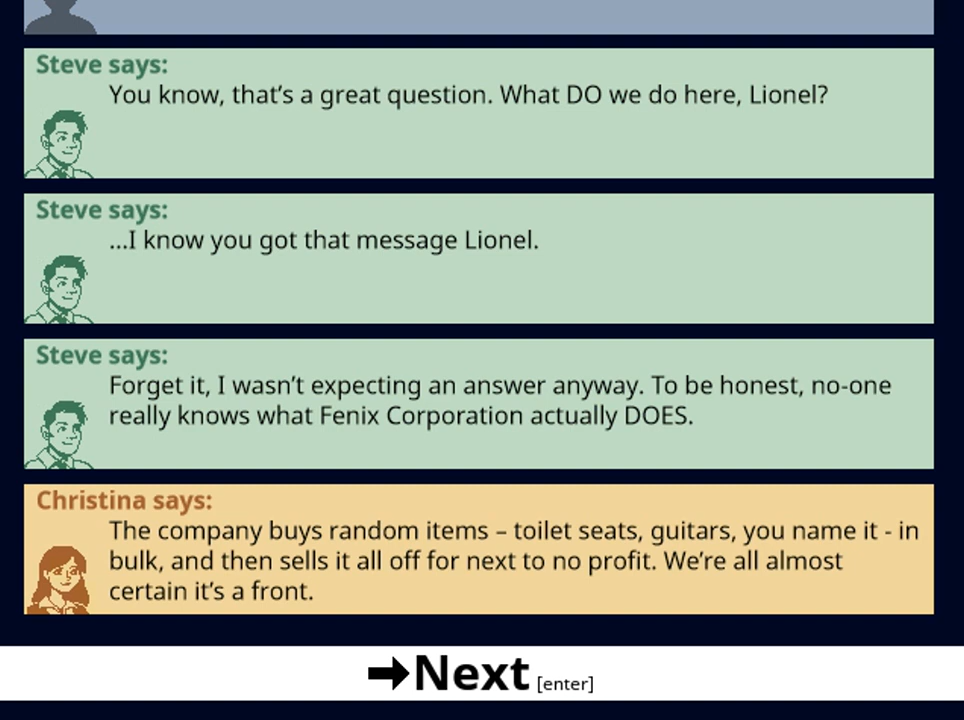 Steve says:
You know, that’s a great question. What DO we do here, Lionel?
Steve says:
...I know you got that message Lionel.
Steve says:
Forget it, I wasn’t expecting an answer anyway. To be honest, no-one
really knows what Fenix Corporation actually DOES.
Christina says:
The company buys random items – toilet seats, guitars, you name it - in
bulk, and then sells it all off for next to no profit. We’re all almost
certain it’s a front.
➡Next [enter]